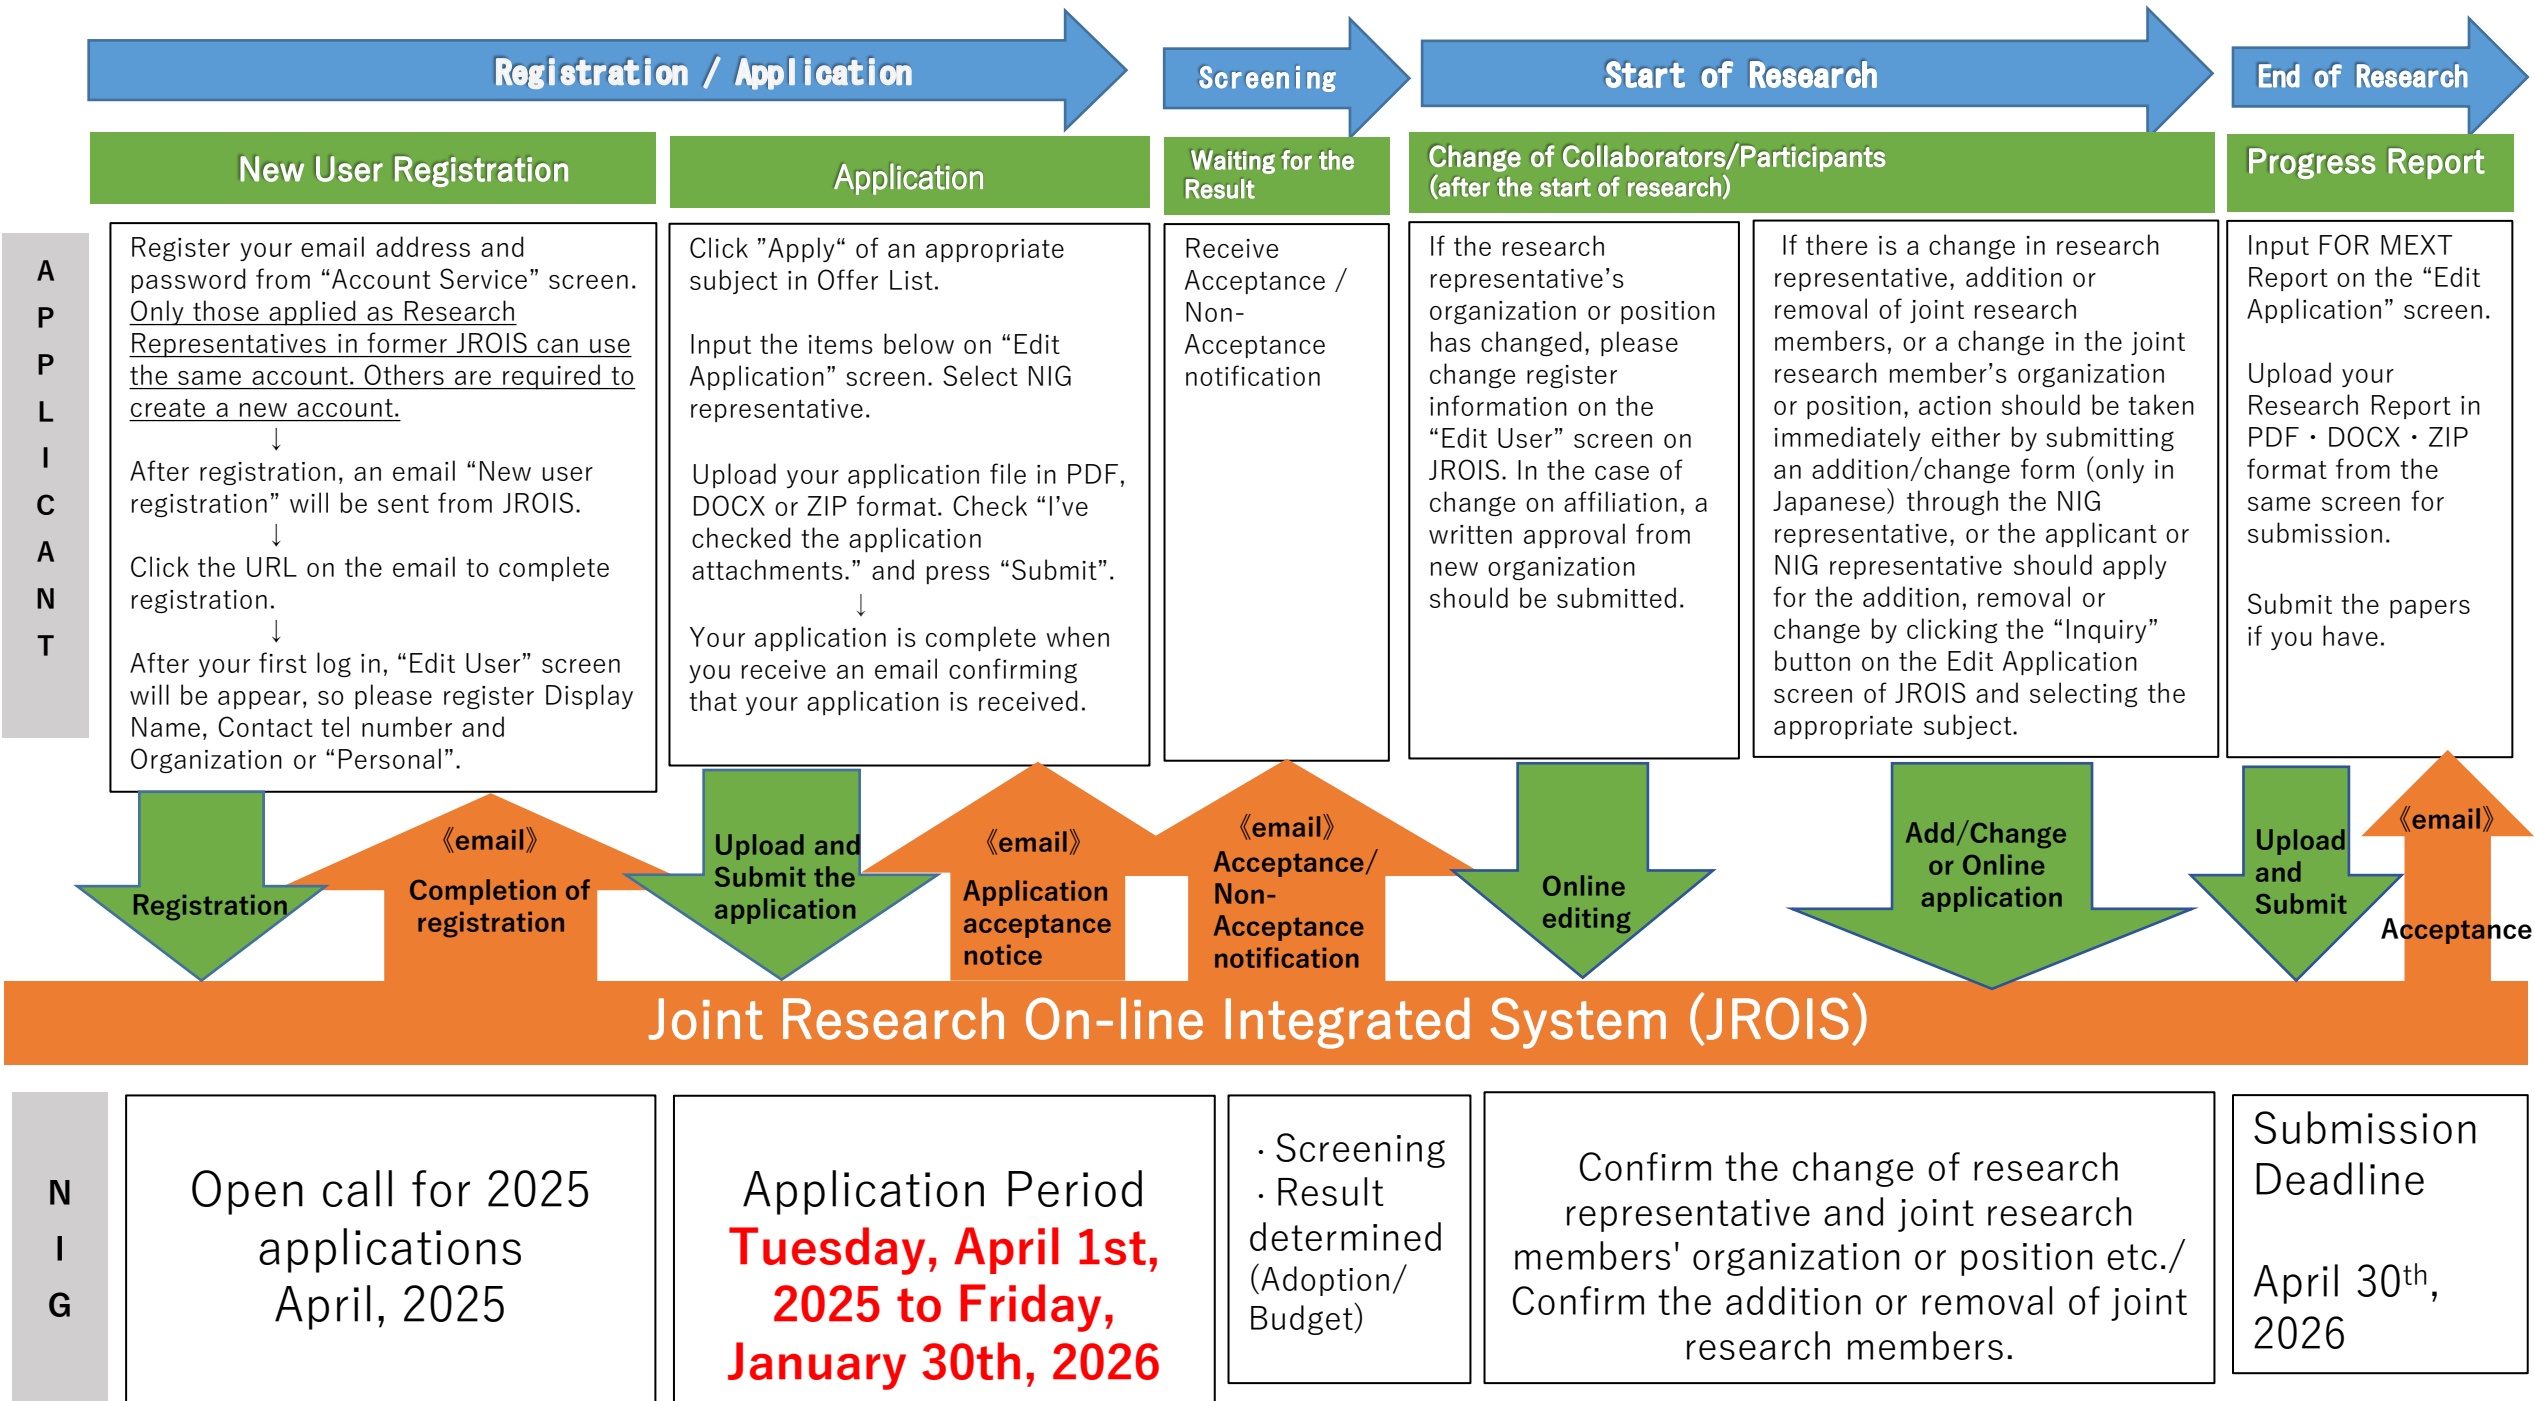 Registration / Application
Screening
Start of Research
End of Research
New User Registration
Application
Waiting for the
Result
Change of Collaborators/Participants
(after the start of research)
Progress Report
APPLICANT
Register your email address and
password from “Account Service” screen.
Only those applied as Research
Representatives in former JROIS can use
the same account. Others are required to
create a new account.
↓
After registration, an email “New user
registration” will be sent from JROIS.
↓
Click the URL on the email to complete
registration.
↓
After your first log in, “Edit User” screen
will be appear, so please register Display
Name, Contact tel number and
Organization or “Personal”.
Click ”Apply“ of an appropriate
subject in Offer List.
Input the items below on “Edit
Application” screen. Select NIG
representative.
Upload your application file in PDF,
DOCX or ZIP format. Check “I’ve
checked the application
attachments.” and press “Submit”.
↓
Your application is complete when
you receive an email confirming
that your application is received.
Receive
Acceptance /
Non-
Acceptance
notification
If the research
representative’s
organization or position
has changed, please
change register
information on the
“Edit User” screen on
JROIS. In the case of
change on affiliation, a
written approval from
new organization
should be submitted.
If there is a change in research
representative, addition or
removal of joint research
members, or a change in the joint
research member’s organization
or position, action should be taken
immediately either by submitting
an addition/change form (only in
Japanese) through the NIG
representative, or the applicant or
NIG representative should apply
for the addition, removal or
change by clicking the “Inquiry”
button on the Edit Application
screen of JROIS and selecting the
appropriate subject.
Input FOR MEXT
Report on the “Edit
Application” screen.
Upload your
Research Report in
PDF・DOCX・ZIP
format from the
same screen for
submission.
Submit the papers
if you have.
Registration
《email》
Completion of
registration
Upload and
Submit the
application
《email》
Application
acceptance
notice
《email》
Acceptance/
Non-
Acceptance
notification
Online
editing
Add/Change
or Online
application
Upload
and
Submit
《email》
Acceptance
Joint Research On-line Integrated System (JROIS)
NIG
Open call for 2025
applications
April, 2025
Application Period
Tuesday, April 1st,
2025 to Friday,
January 30th, 2026
・Screening
・Result
determined
(Adoption/
Budget)
Confirm the change of research
representative and joint research
members' organization or position etc./
Confirm the addition or removal of joint
research members.
Submission
Deadline
April 30th,
2026